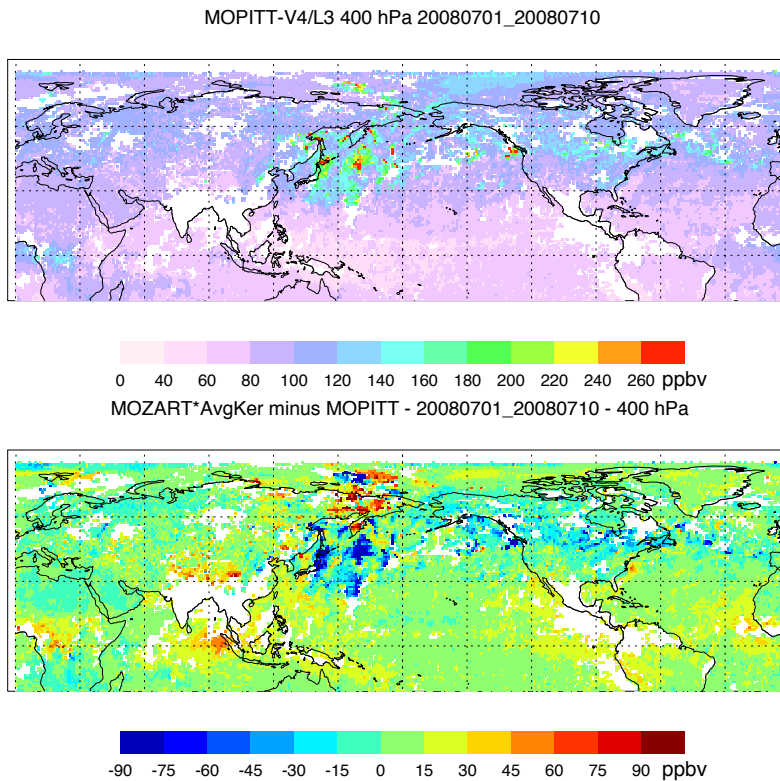 MOPITT-V4/L3 400 hPa 20080701_20080710
0 40 60 80 100 120 140 160 180 200 220 240 260 ppbv
MOZART*AvgKer minus MOPITT - 20080701_20080710 - 400 hPa
-90 -75 -60 -45 -30 -15 0 15 30 45 60 75 90 ppbv